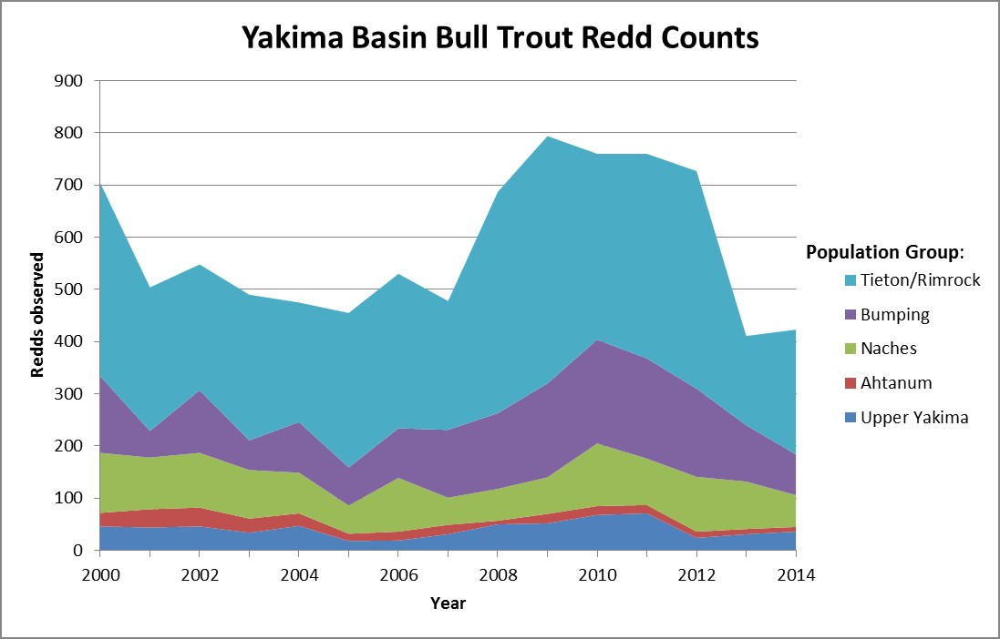 Yakima Basin Bull Trout Redd Counts
900
800
700
600
500
400
300
200
100
0
Redds observed
2000
2002
2004
2006
2008
2010
2012
2014
Year
Population Group:
Tieton/Rimrock
Bumping
Naches
Ahtanum
Upper Yakima